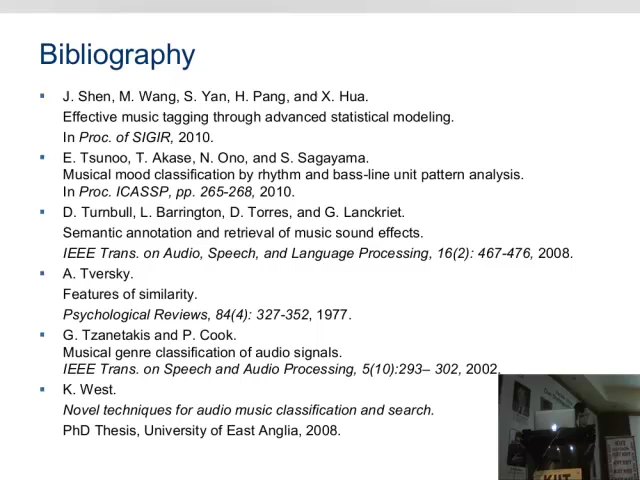 Bibliography
▪ J. Shen, M. Wang, S. Yan, H. Pang, and X. Hua.
Effective music tagging through advanced statistical modeling.
In Proc. of SIGIR, 2010.
▪ E. Tsunoo, T. Akase, N. Ono, and S. Sagayama.
Musical mood classification by rhythm and bass-line unit pattern analysis.
In Proc. ICASSP, pp. 265-268, 2010.
▪ D. Turnbull, L. Barrington, D. Torres, and G. Lanckriet.
Semantic annotation and retrieval of music sound effects.
IEEE Trans. on Audio, Speech, and Language Processing, 16(2): 467-476, 2008.
▪ A. Tversky.
Features of similarity.
Psychological Reviews, 84(4): 327-352, 1977.
▪ G. Tzanetakis and P. Cook.
Musical genre classification of audio signals.
IEEE Trans. on Speech and Audio Processing, 5(10):293– 302, 2002.
▪ K. West.
Novel techniques for audio music classification and search.
PhD Thesis, University of East Anglia, 2008.